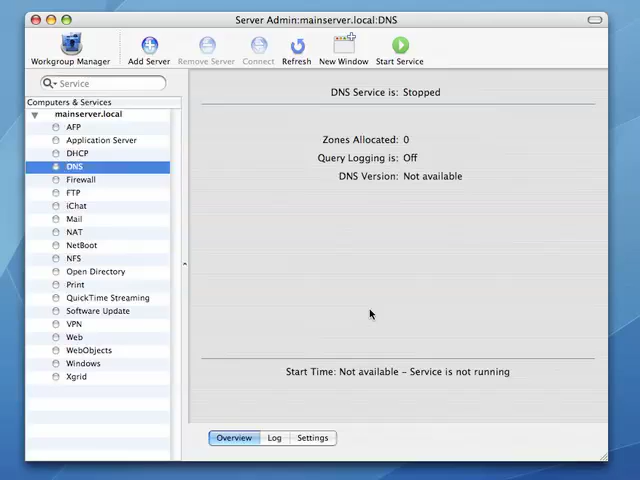 Server Admin:mainserver.local:DNS
Workgroup Manager
Add Server
Remove Server
Connect
Refresh
New Window
Start Service
Service
Computers & Services
mainserver.local
AFP
Application Server
DHCP
DNS
Firewall
FTP
iChat
Mail
NAT
NetBoot
NFS
Open Directory
Print
QuickTime Streaming
Software Update
VPN
Web
WebObjects
Windows
Xgrid
DNS Service is: Stopped
Zones Allocated: 0
Query Logging is: Off
DNS Version: Not available
Start Time: Not available – Service is not running
Overview
Log
Settings